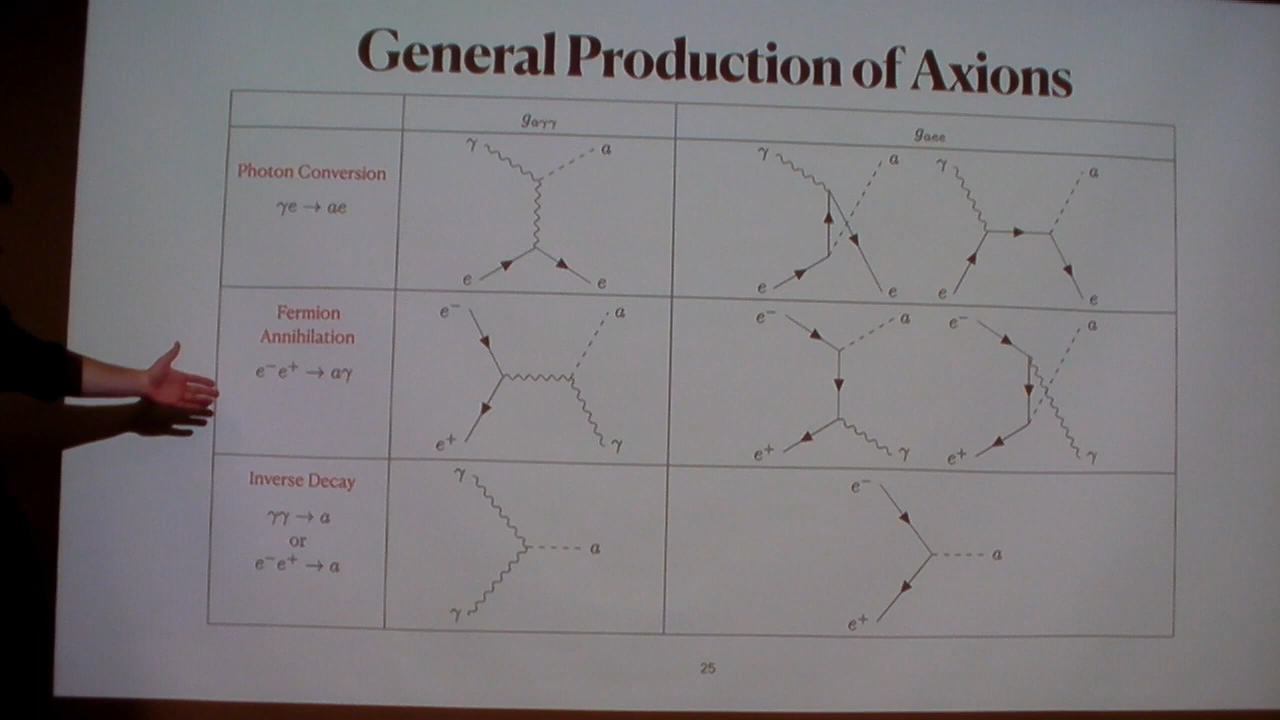 General Production of Axions
gaγγ
gaee
Photon Conversion
γe → ae
γ a e e
γ a e e
γ a e e
Fermion
Annihilation
e⁻e⁺ → aγ
e⁻ a e⁺ γ
e⁻ a e⁺ γ
e⁻ a e⁺ γ
Inverse Decay
γγ → a
or
e⁻e⁺ → a
γ a γ
e⁻ a e⁺
25